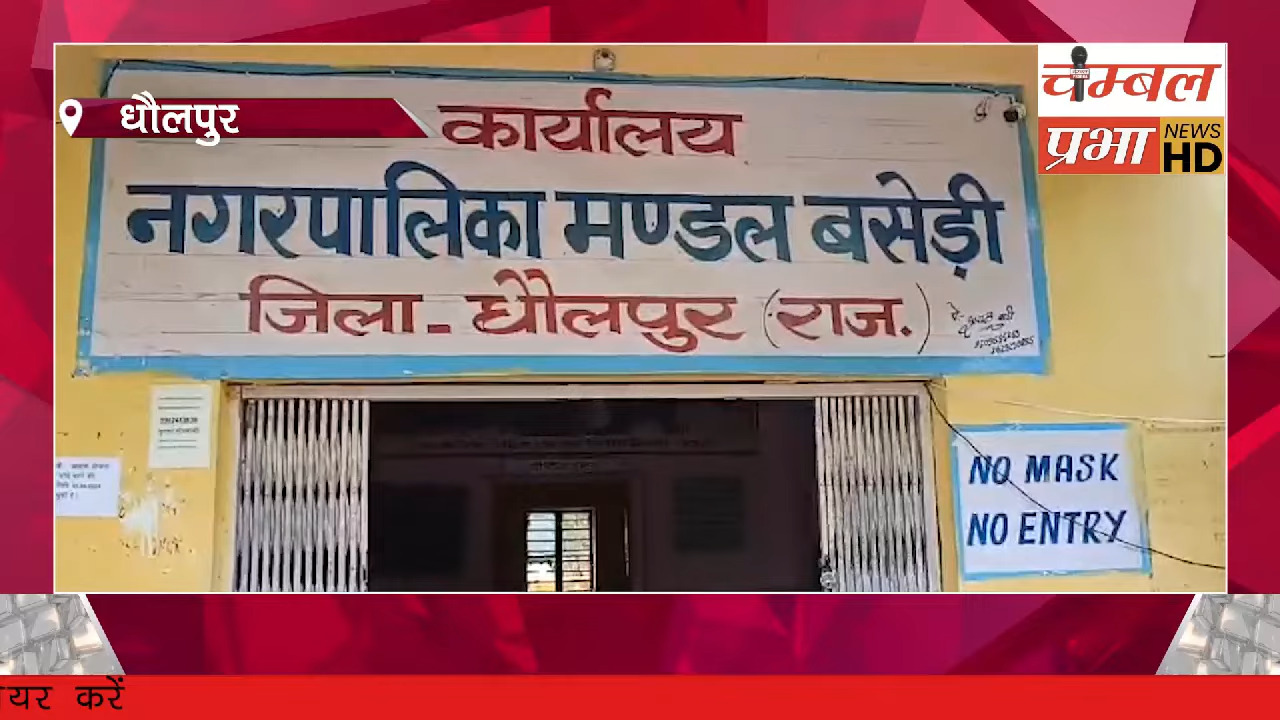 धौलपुर
चम्बल
प्रभा NEWS HD
कार्यालय
नगरपालिका मण्डल बसेड़ी
जिला - धौलपुर (राज.)
NO MASK
NO ENTRY
यर करें